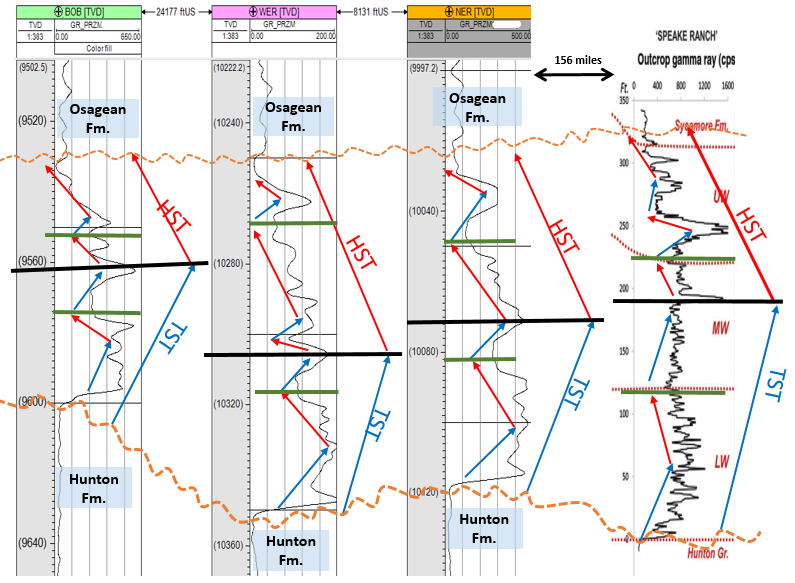 BOB [TVD]
24177 ftUS
WER [TVD]
8131 ftUS
NER [TVD]
TVD
GR_PRZM
1:383
0.00
650.00
Color fill
TVD
GR_PRZM
1:383
0.00
200.00
TVD
GR_PRZM
1:383
0.00
500.00
156 miles
'SPEAKE RANCH'
Outcrop gamma ray (cps
Ft.
0
400
800
1200
1600
(9502.5)
(9520)
(9560)
(9600)
(9640)
Osagean
Fm.
HST
TST
Hunton
Fm.
(10222.2)
(10240)
(10280)
(10320)
(10360)
Osagean
Fm.
HST
TST
Hunton
Fm.
(9997.2)
(10040)
(10080)
(10120)
Osagean
Fm.
HST
TST
Hunton
Fm.
350
300
250
200
150
100
50
Sycamore Fm.
UW
HST
MW
TST
LW
Hunton Gr.